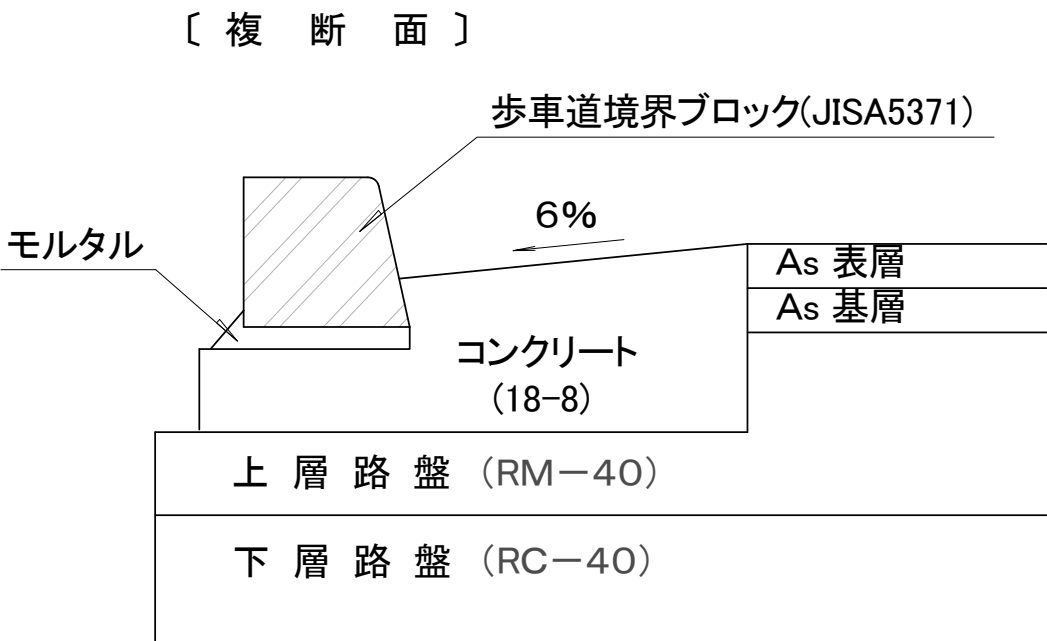 〔 複 断 面 〕
歩車道境界ブロック(JISA5371)
6%
モルタル
As 表層
As 基層
コンクリート
(18-8)
上 層 路 盤 (RM－40)
下 層 路 盤 (RC－40)